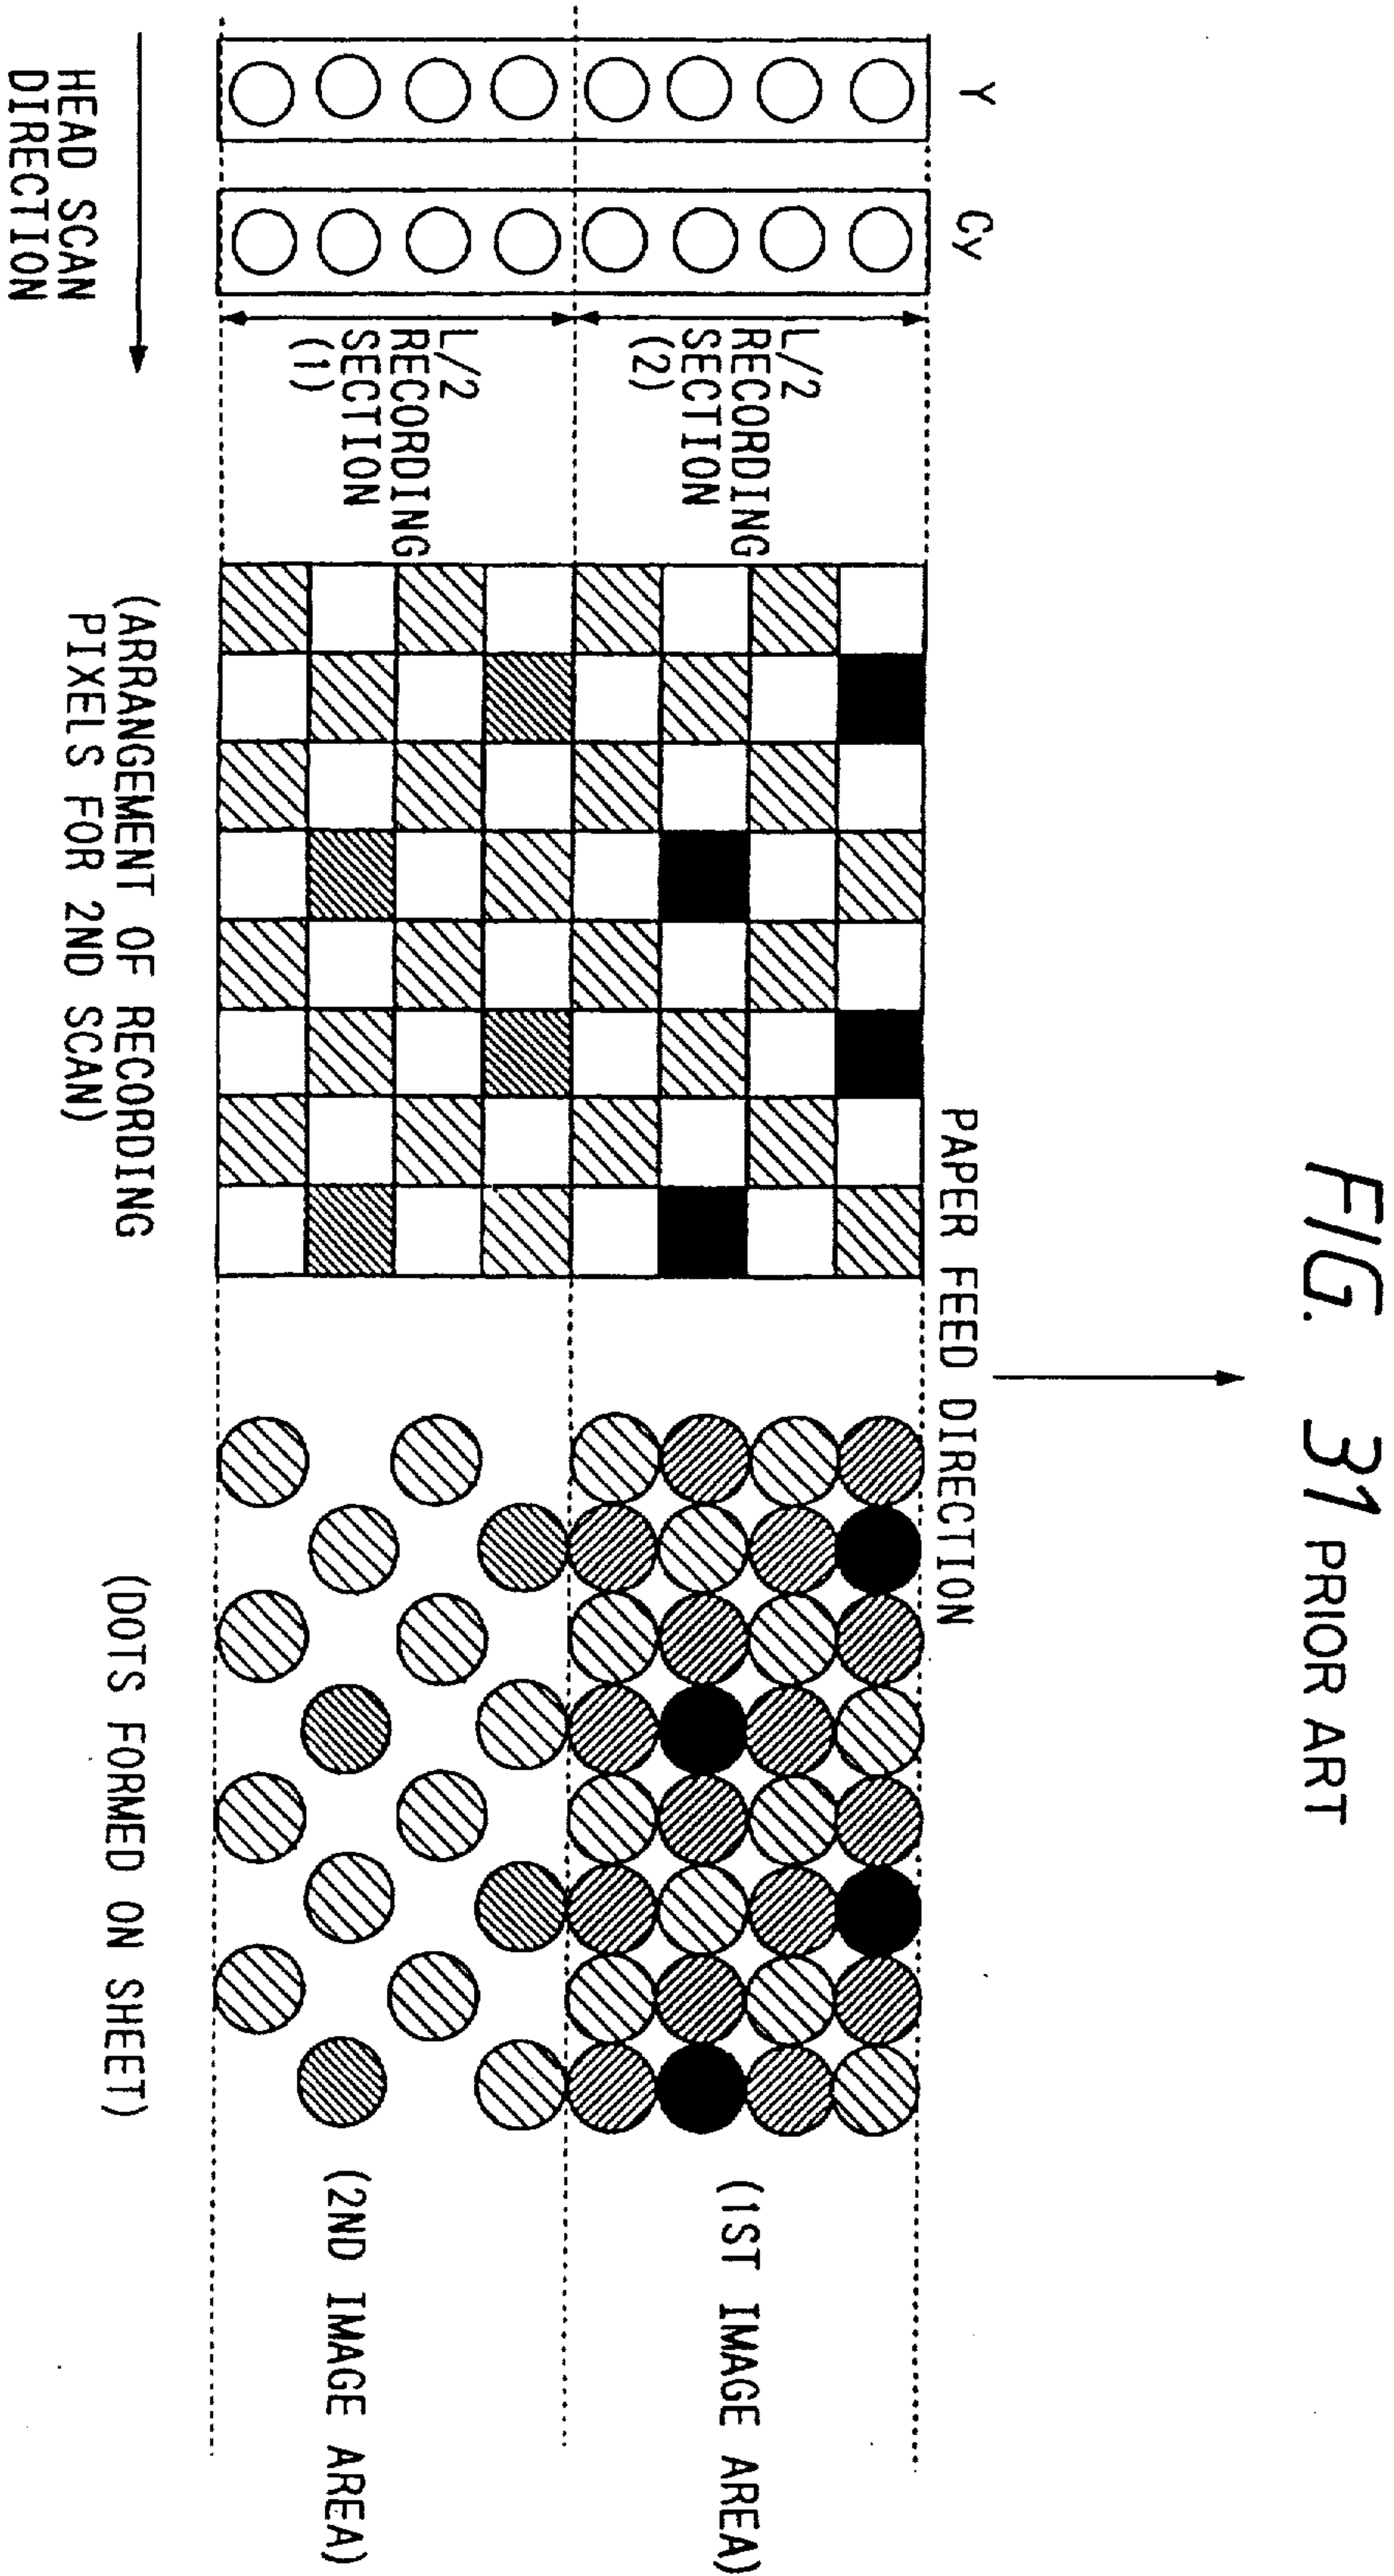 FIG. 31 PRIOR ART
PAPER FEED DIRECTION
Y
Cy
L/2
RECORDING
SECTION
(2)
L/2
RECORDING
SECTION
(1)
(1ST IMAGE AREA)
(2ND IMAGE AREA)
HEAD SCAN
DIRECTION
(ARRANGEMENT OF RECORDING
PIXELS FOR 2ND SCAN)
(DOTS FORMED ON SHEET)